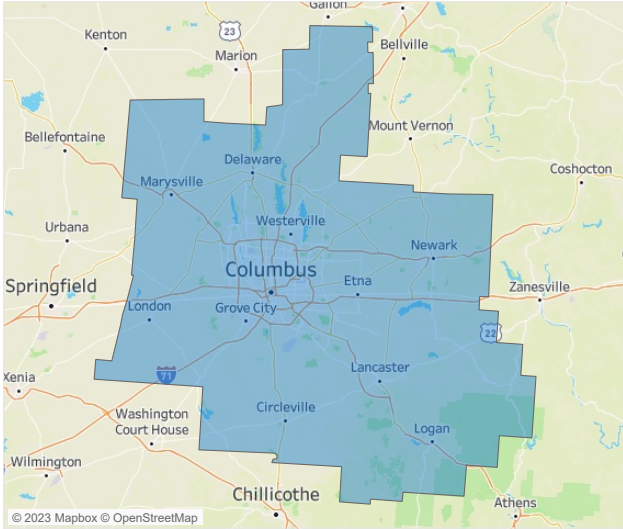 Galion
23
Kenton
Bellville
Marion
Mount Vernon
Bellefontaine
Delaware
Coshocton
Marysville
Westerville
Urbana
Newark
Columbus
Etna
Springfield
Zanesville
London
Grove City
22
Lancaster
71
Xenia
Circleville
Washington
Court House
Logan
Wilmington
Chillicothe
Athens
© 2023 Mapbox © OpenStreetMap